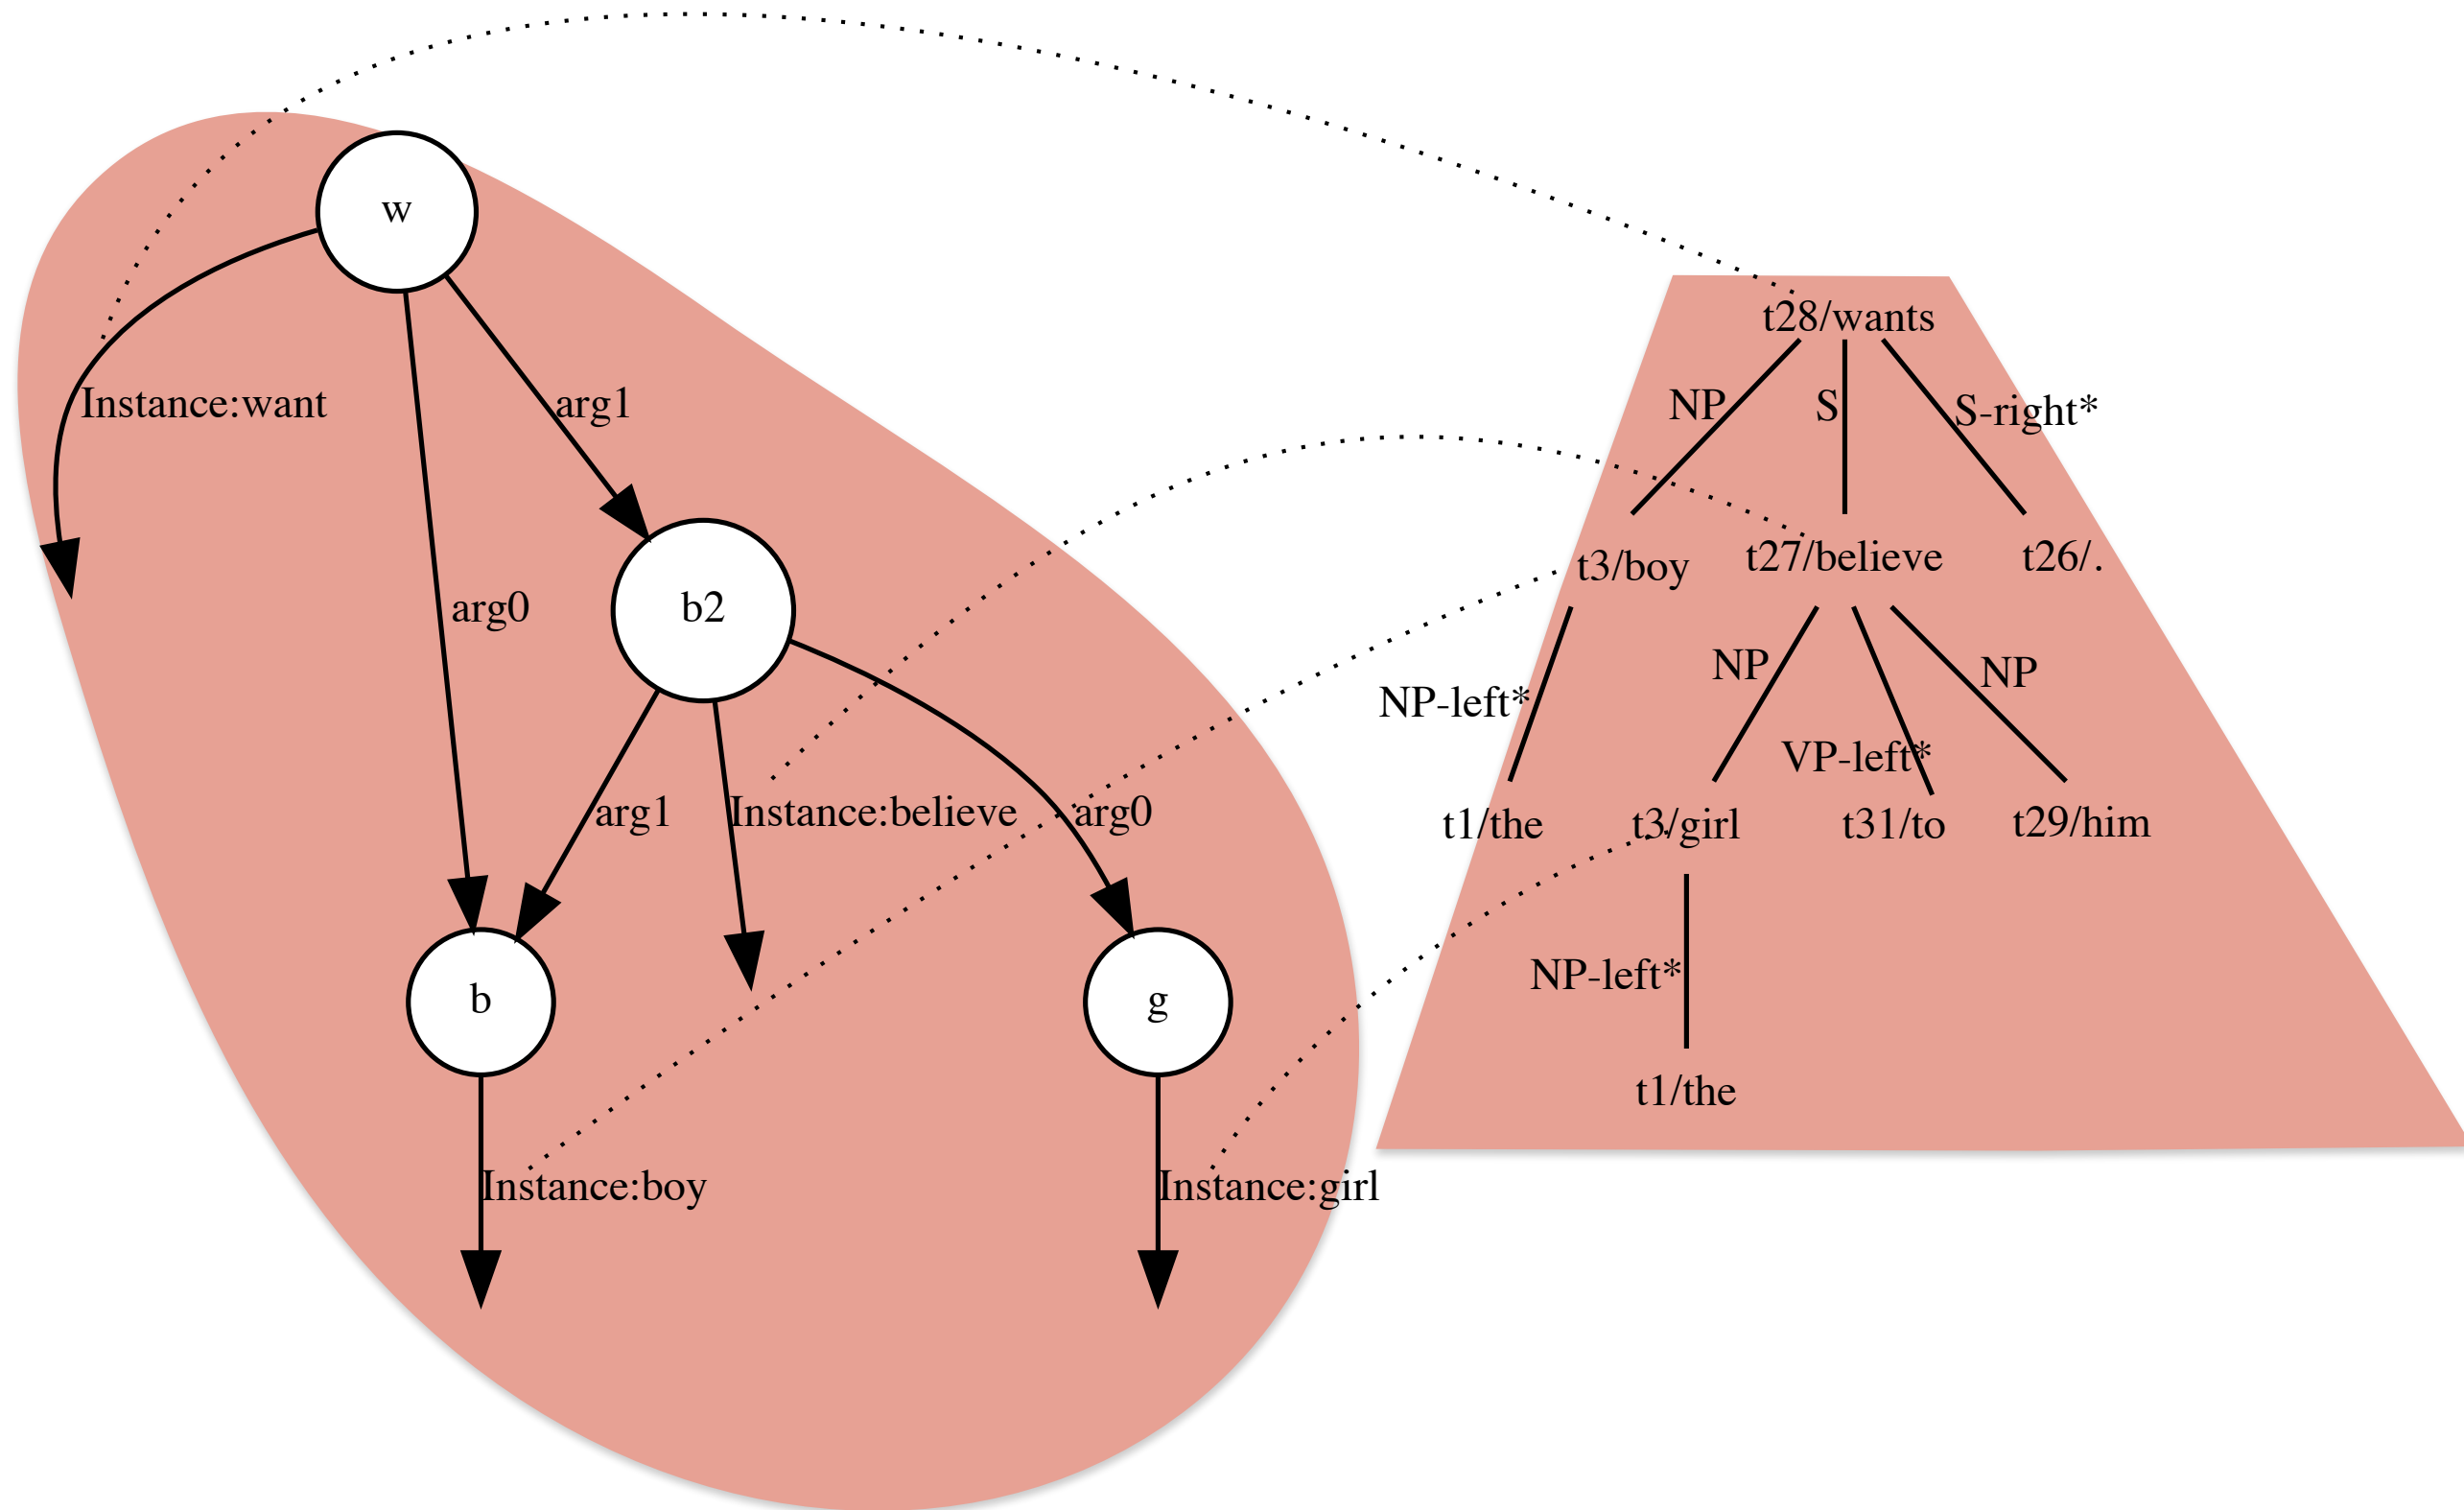 w
Instance:want
arg1
arg0
b2
arg1
Instance:believe
arg0
b
g
Instance:boy
Instance:girl
t28/wants
NP
S
S-right*
t3/boy
t27/believe
t26/.
NP-left*
NP
VP-left*
NP
t1/the
t3/girl
t31/to
t29/him
NP-left*
t1/the